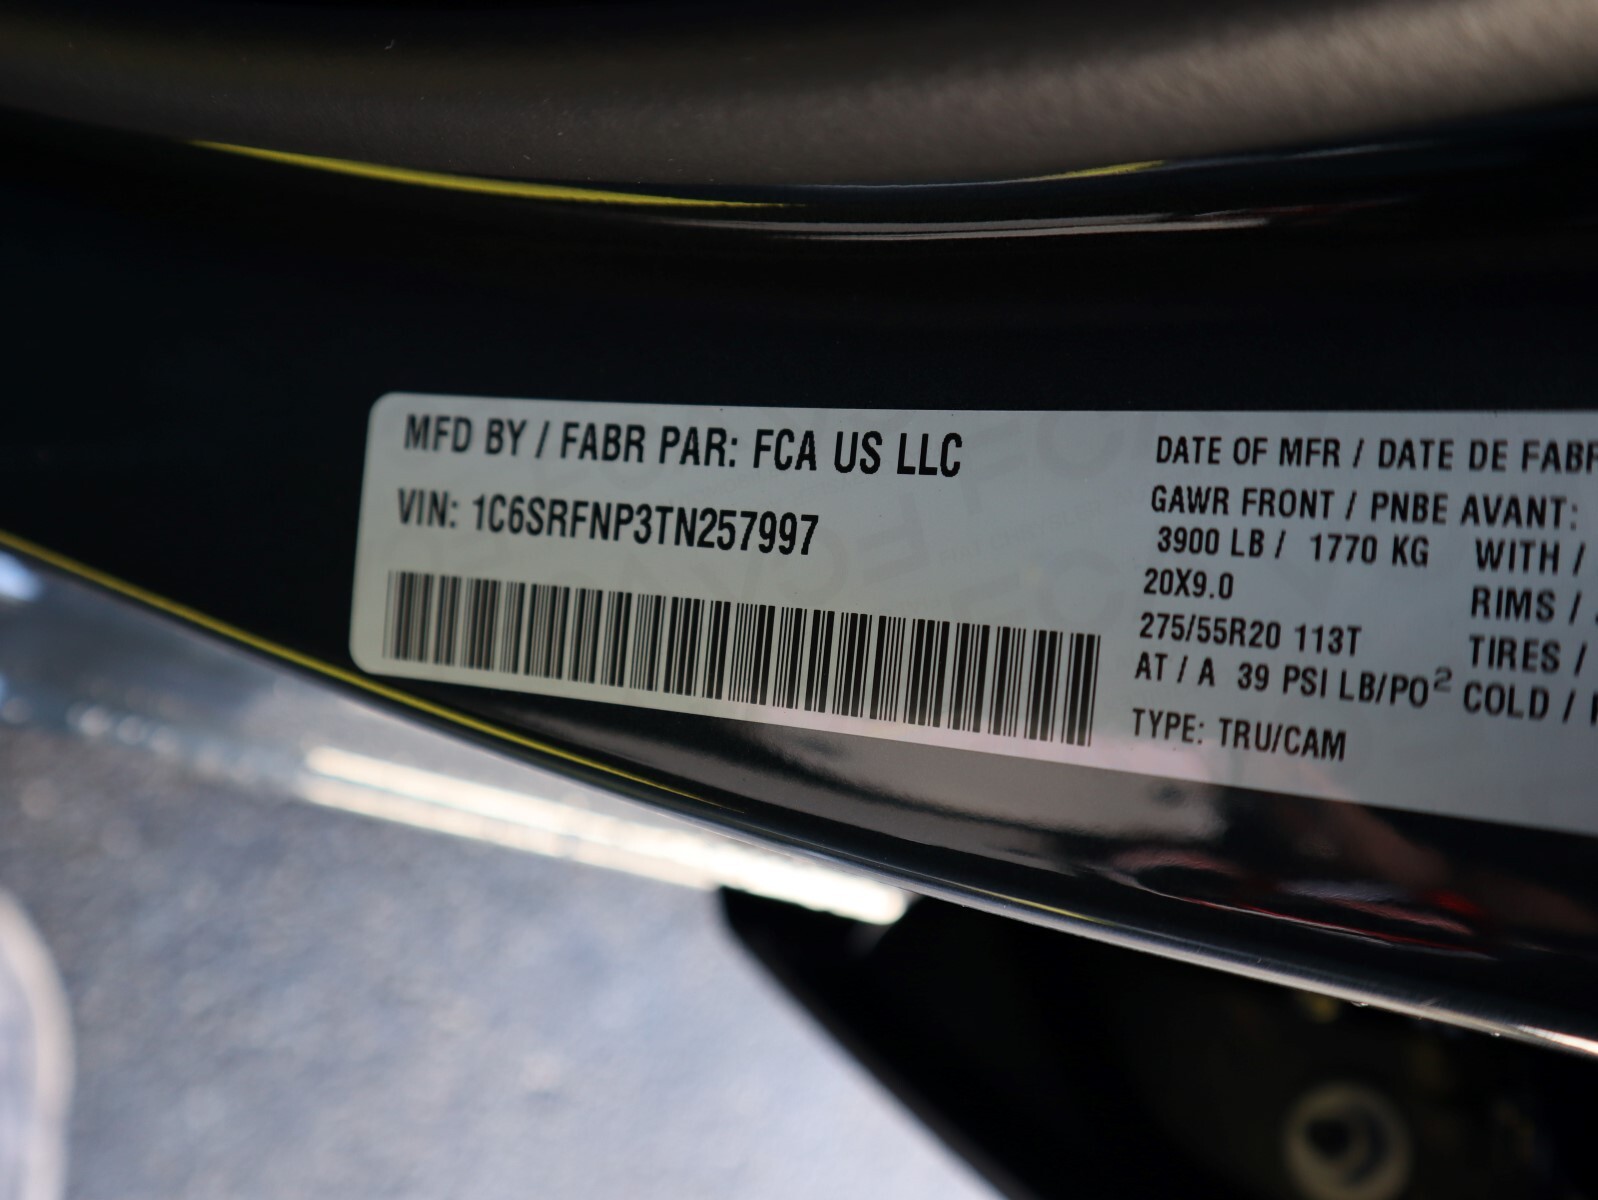 MFD BY / FABR PAR: FCA US LLC
VIN: 1C6SRFNP3TN257997
DATE OF MFR / DATE DE FABR
GAWR FRONT / PNBE AVANT:
3900 LB / 1770 KG WITH /
20X9.0 RIMS /
275/55R20 113T TIRES /
AT / A 39 PSI LB/PO² COLD /
TYPE: TRU/CAM